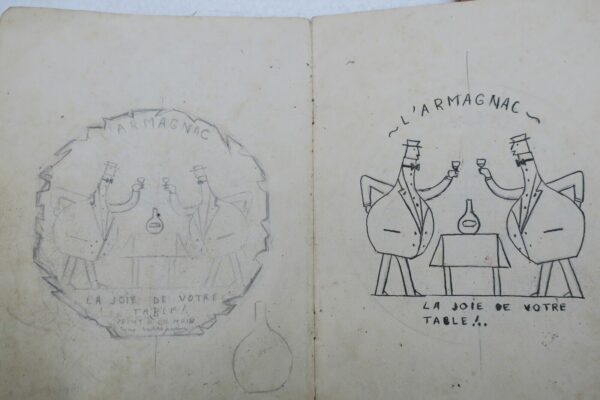 L'ARMAGNAC
LA JOIE DE VOTRE
TABLE!
~L'ARMAGNAC~
LA JOIE DE VOTRE
TABLE!..